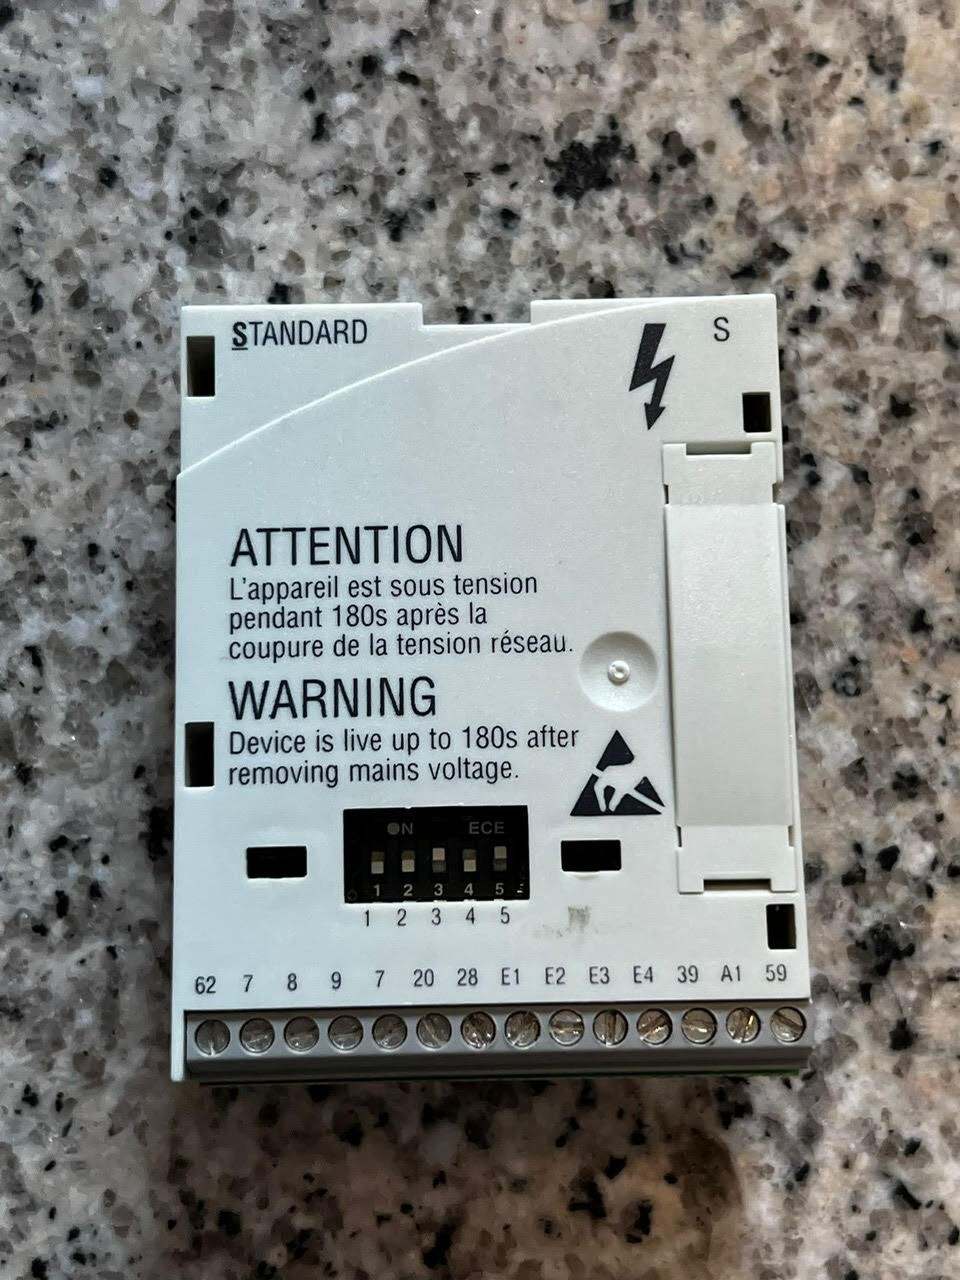 STANDARD
S
ATTENTION
L'appareil est sous tension
pendant 180s après la
coupure de la tension réseau.
WARNING
Device is live up to 180s after
removing mains voltage.
ON ECE
1 2 3 4 5
1 2 3 4 5
62 7 8 9 7 20 28 E1 E2 E3 E4 39 A1 59